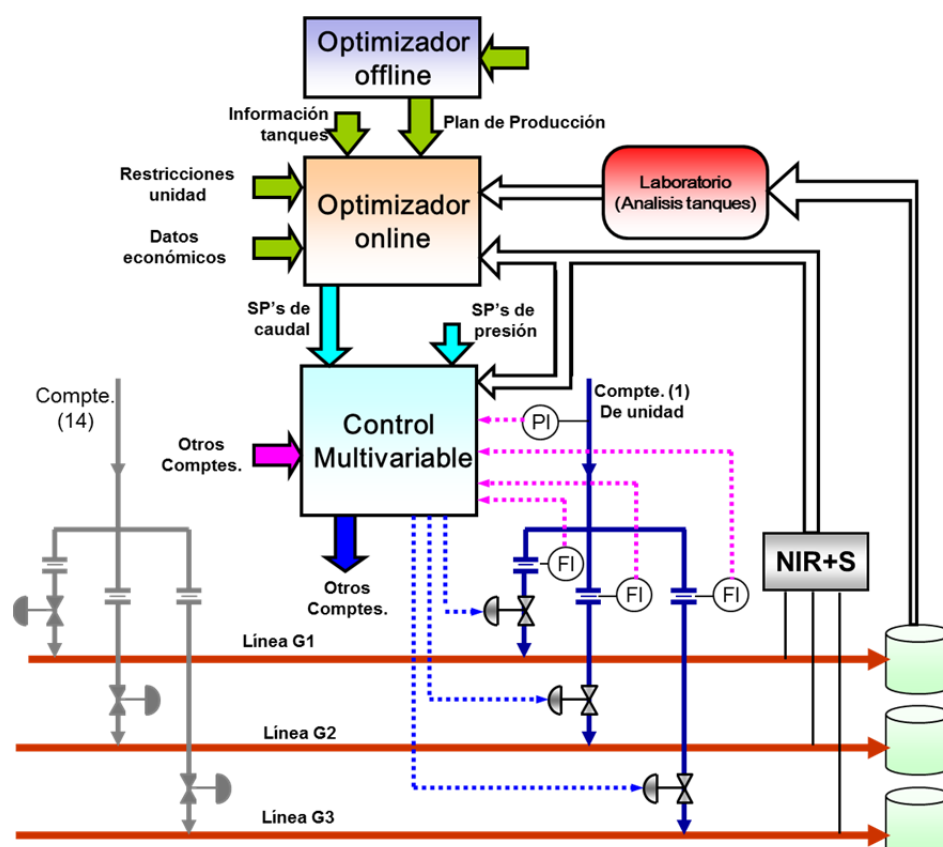 Optimizador
offline
Información
tanques
Plan de Producción
Restricciones
unidad
Optimizador
online
Laboratorio
(Analisis tanques)
Datos
económicos
SP's de
caudal
SP's de
presión
Compte.
(14)
Compte. (1)
De unidad
PI
Control
Multivariable
Otros
Comptes.
NIR+S
FI
FI
FI
Otros
Comptes.
Línea G1
Línea G2
Línea G3